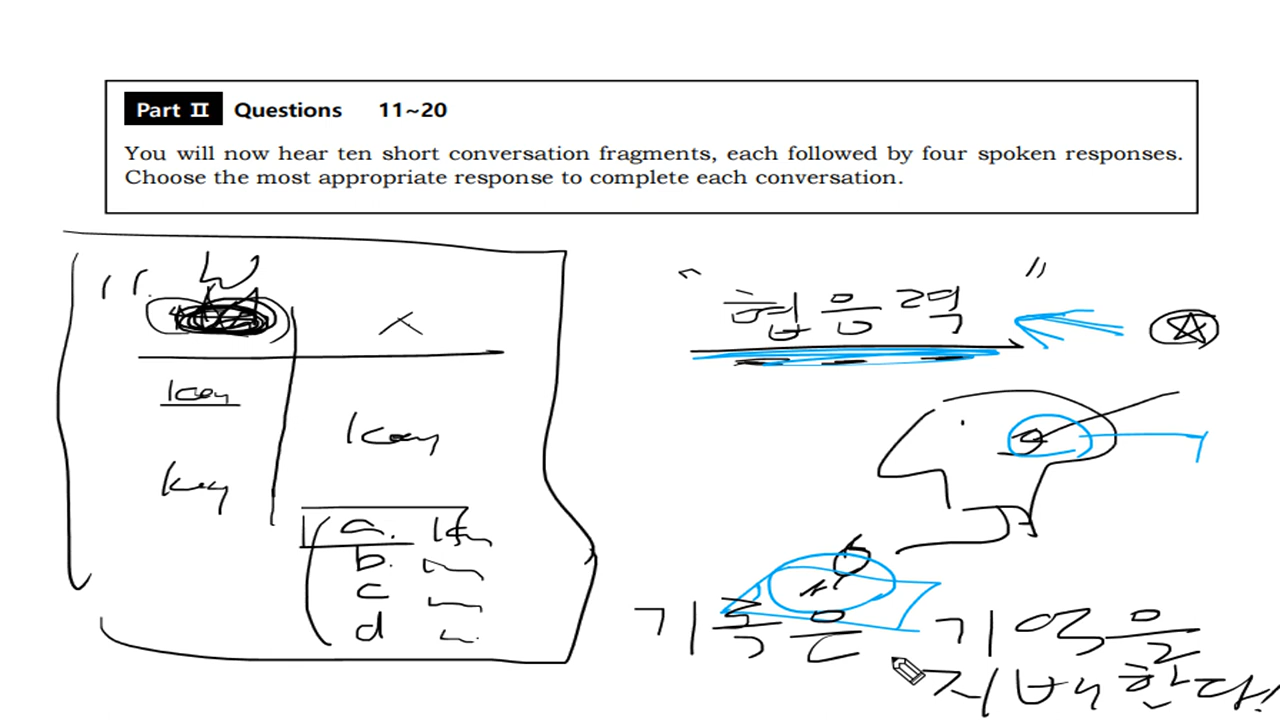 Part Ⅱ Questions 11~20
You will now hear ten short conversation fragments, each followed by four spoken responses.
Choose the most appropriate response to complete each conversation.
11. W
key
key
key
a.
b.
c
d
" 협응력 "
기록은 기억을
지배한다!